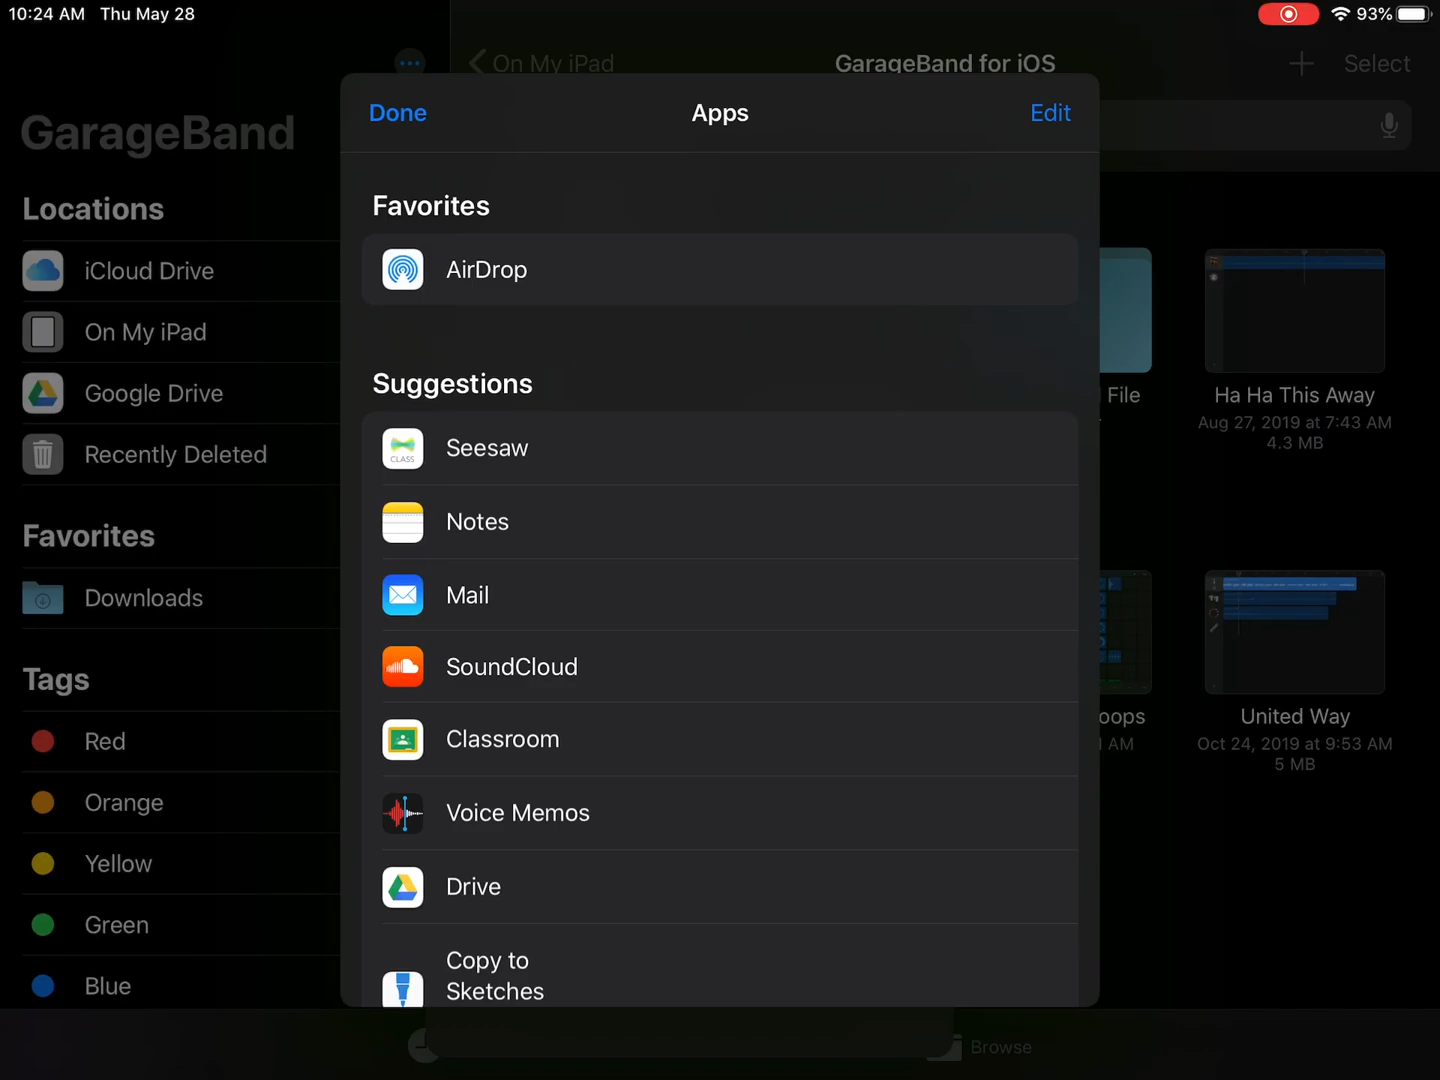 10:24 AM Thu May 28
93%
On My iPad
GarageBand for iOS
Select
GarageBand
Locations
iCloud Drive
On My iPad
Google Drive
Recently Deleted
Favorites
Downloads
Tags
Red
Orange
Yellow
Green
Blue
Done
Apps
Edit
Favorites
AirDrop
Suggestions
CLASS
Seesaw
Notes
Mail
SoundCloud
Classroom
Voice Memos
Drive
Copy to
Sketches
File
Ha Ha This Away
Aug 27, 2019 at 7:43 AM
4.3 MB
oops
AM
United Way
Oct 24, 2019 at 9:53 AM
5 MB
Browse